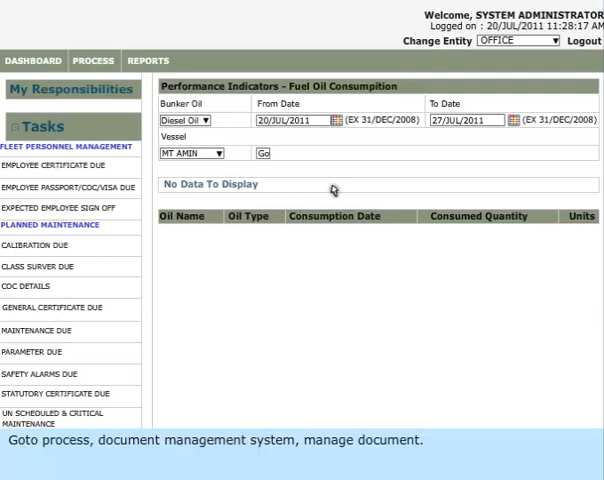 Welcome, SYSTEM ADMINISTRATOR
Logged on : 20/JUL/2011 11:28:17 AM
Change Entity OFFICE Logout
DASHBOARD PROCESS REPORTS
My Responsibilities
Tasks
FLEET PERSONNEL MANAGEMENT
EMPLOYEE CERTIFICATE DUE
EMPLOYEE PASSPORT/COC/VISA DUE
EXPECTED EMPLOYEE SIGN OFF
PLANNED MAINTENANCE
CALIBRATION DUE
CLASS SURVER DUE
COC DETAILS
GENERAL CERTIFICATE DUE
MAINTENANCE DUE
PARAMETER DUE
SAFETY ALARMS DUE
STATUTORY CERTIFICATE DUE
UN SCHEDULED & CRITICAL
MAINTENANCE
Performance Indicators - Fuel Oil Consumpition
Bunker Oil From Date To Date
Diesel Oil 20/JUL/2011 (EX 31/DEC/2008) 27/JUL/2011 (EX 31/DEC/2008)
Vessel
MT AMIN Go
No Data To Display
Oil Name Oil Type Consumption Date Consumed Quantity Units
Goto process, document management system, manage document.